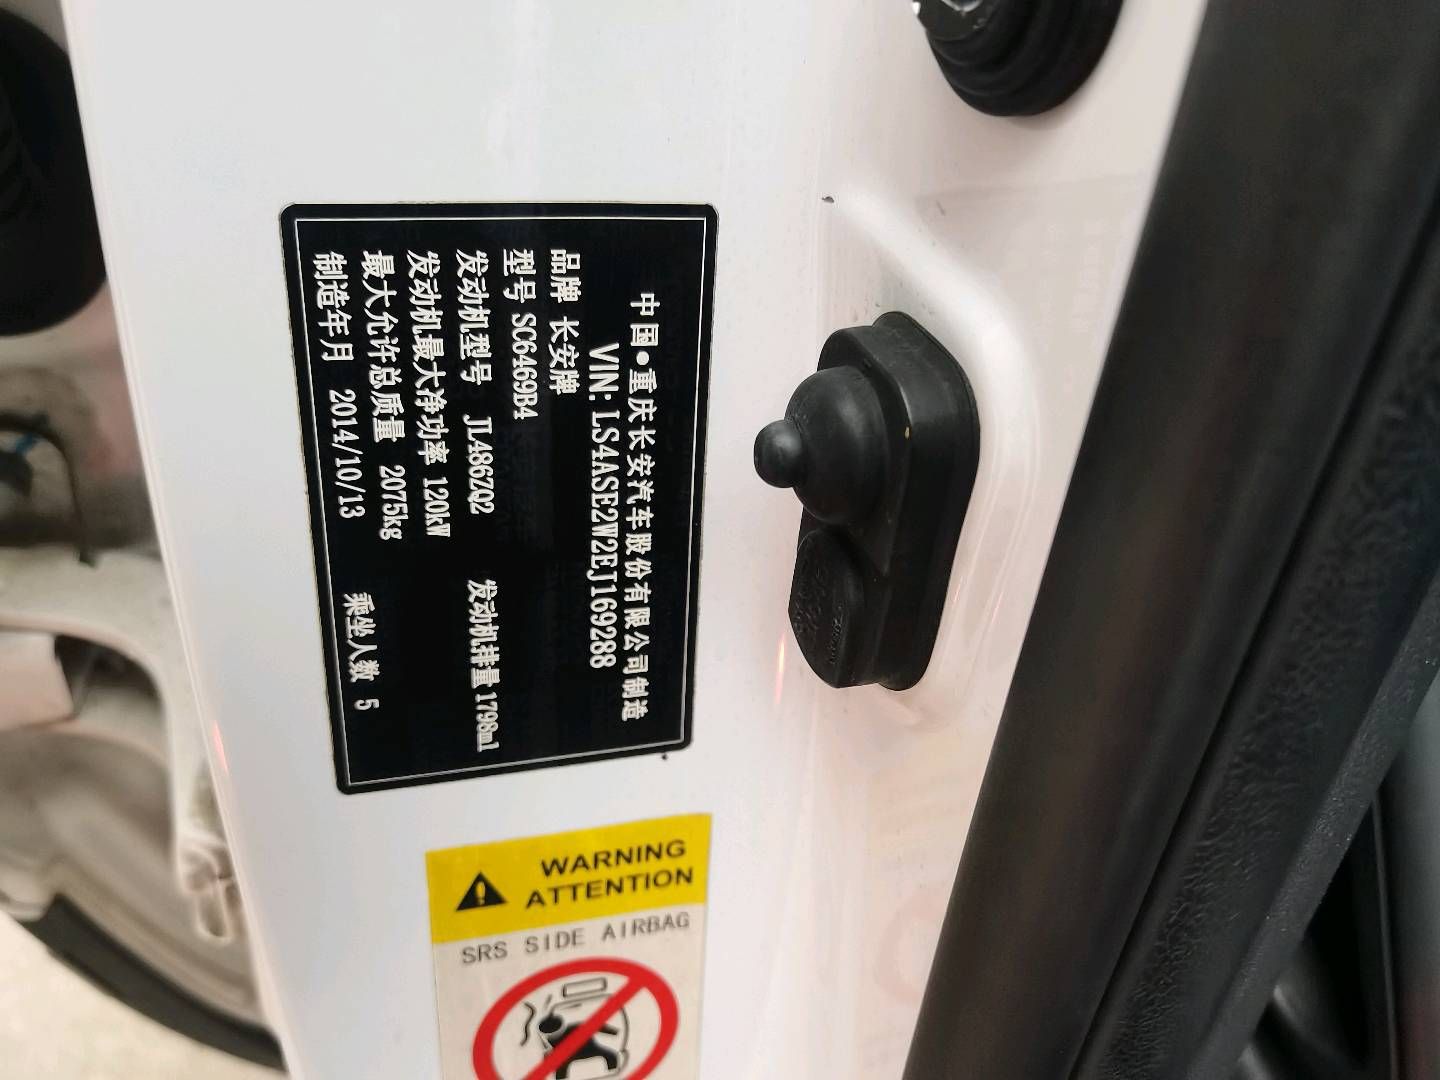 中国•重庆长安汽车股份有限公司制造
VIN: LS4ASE2W2EJ169288
品牌 长安牌
型号 SC6469B4
发动机型号 JL486ZQ2 发动机排量 1798ml
发动机最大净功率 120kW
最大允许总质量 2075kg 乘坐人数 5
制造年月 2014/10/13
WARNING
ATTENTION
SRS SIDE AIRBAG